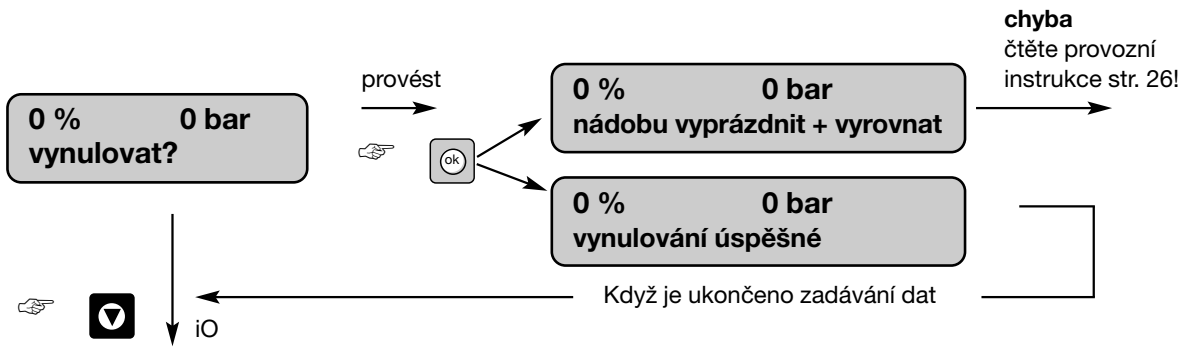 chyba
čtěte provozní
instrukce str. 26!
provést
0 % 0 bar
vynulovat?
ok
0 % 0 bar
nádobu vyprázdnit + vyrovnat
0 % 0 bar
vynulování úspěšné
Když je ukončeno zadávání dat
iO